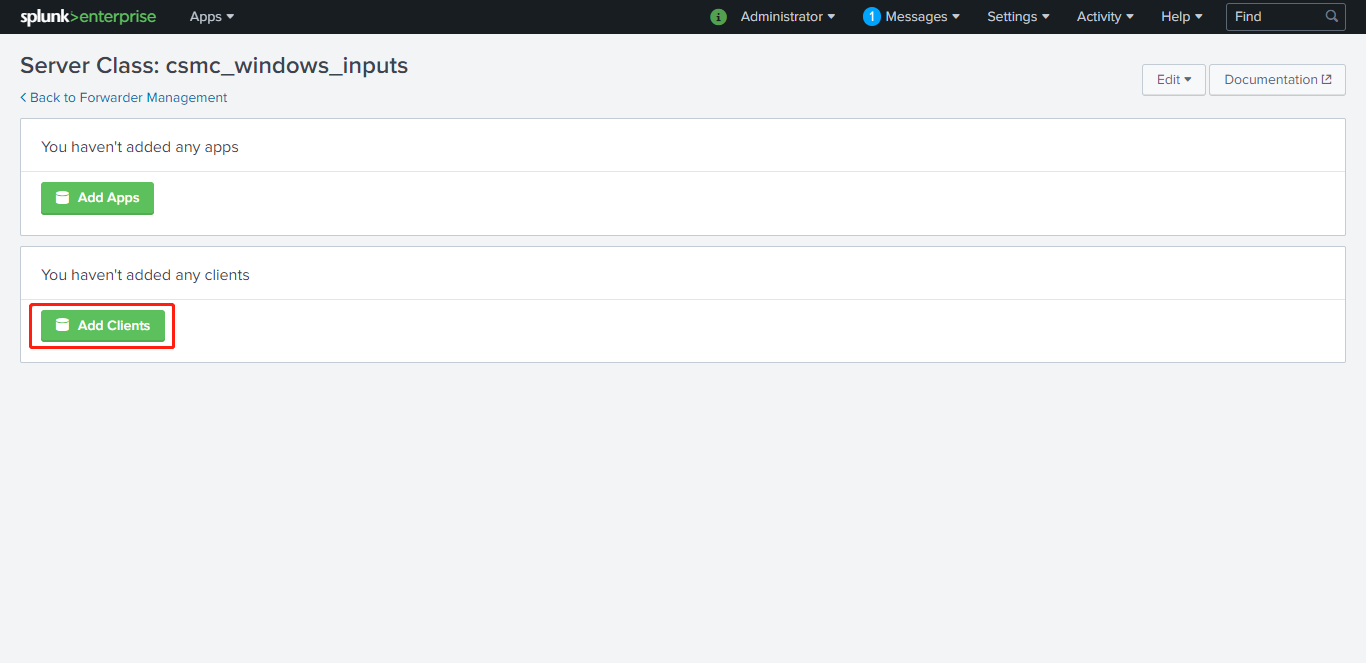 splunk>enterprise Apps i Administrator 1 Messages Settings Activity Help Find
Server Class: csmc_windows_inputs
Edit Documentation
Back to Forwarder Management
You haven't added any apps
Add Apps
You haven't added any clients
Add Clients